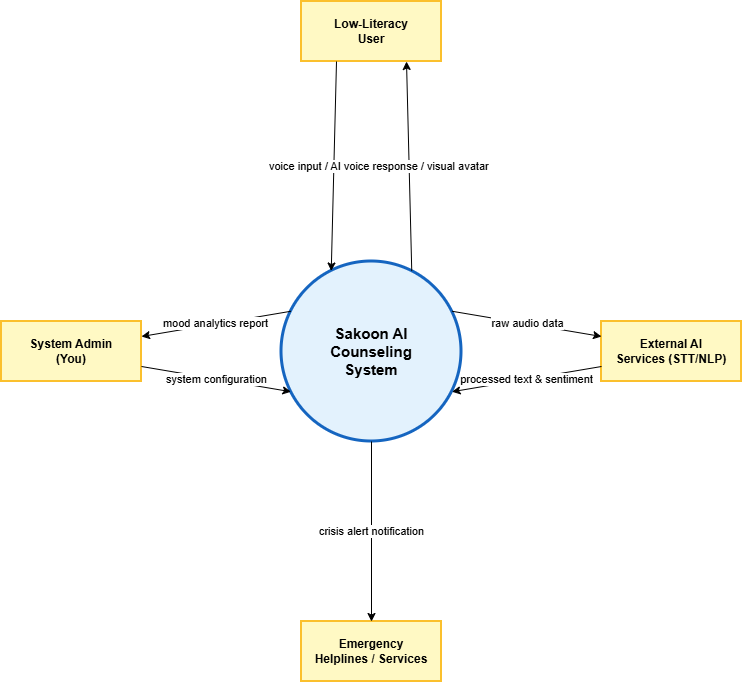 Low-Literacy
User
voice input / AI voice response / visual avatar
mood analytics report
raw audio data
System Admin
(You)
Sakoon AI
Counseling
System
External AI
Services (STT/NLP)
system configuration
processed text & sentiment
crisis alert notification
Emergency
Helplines / Services